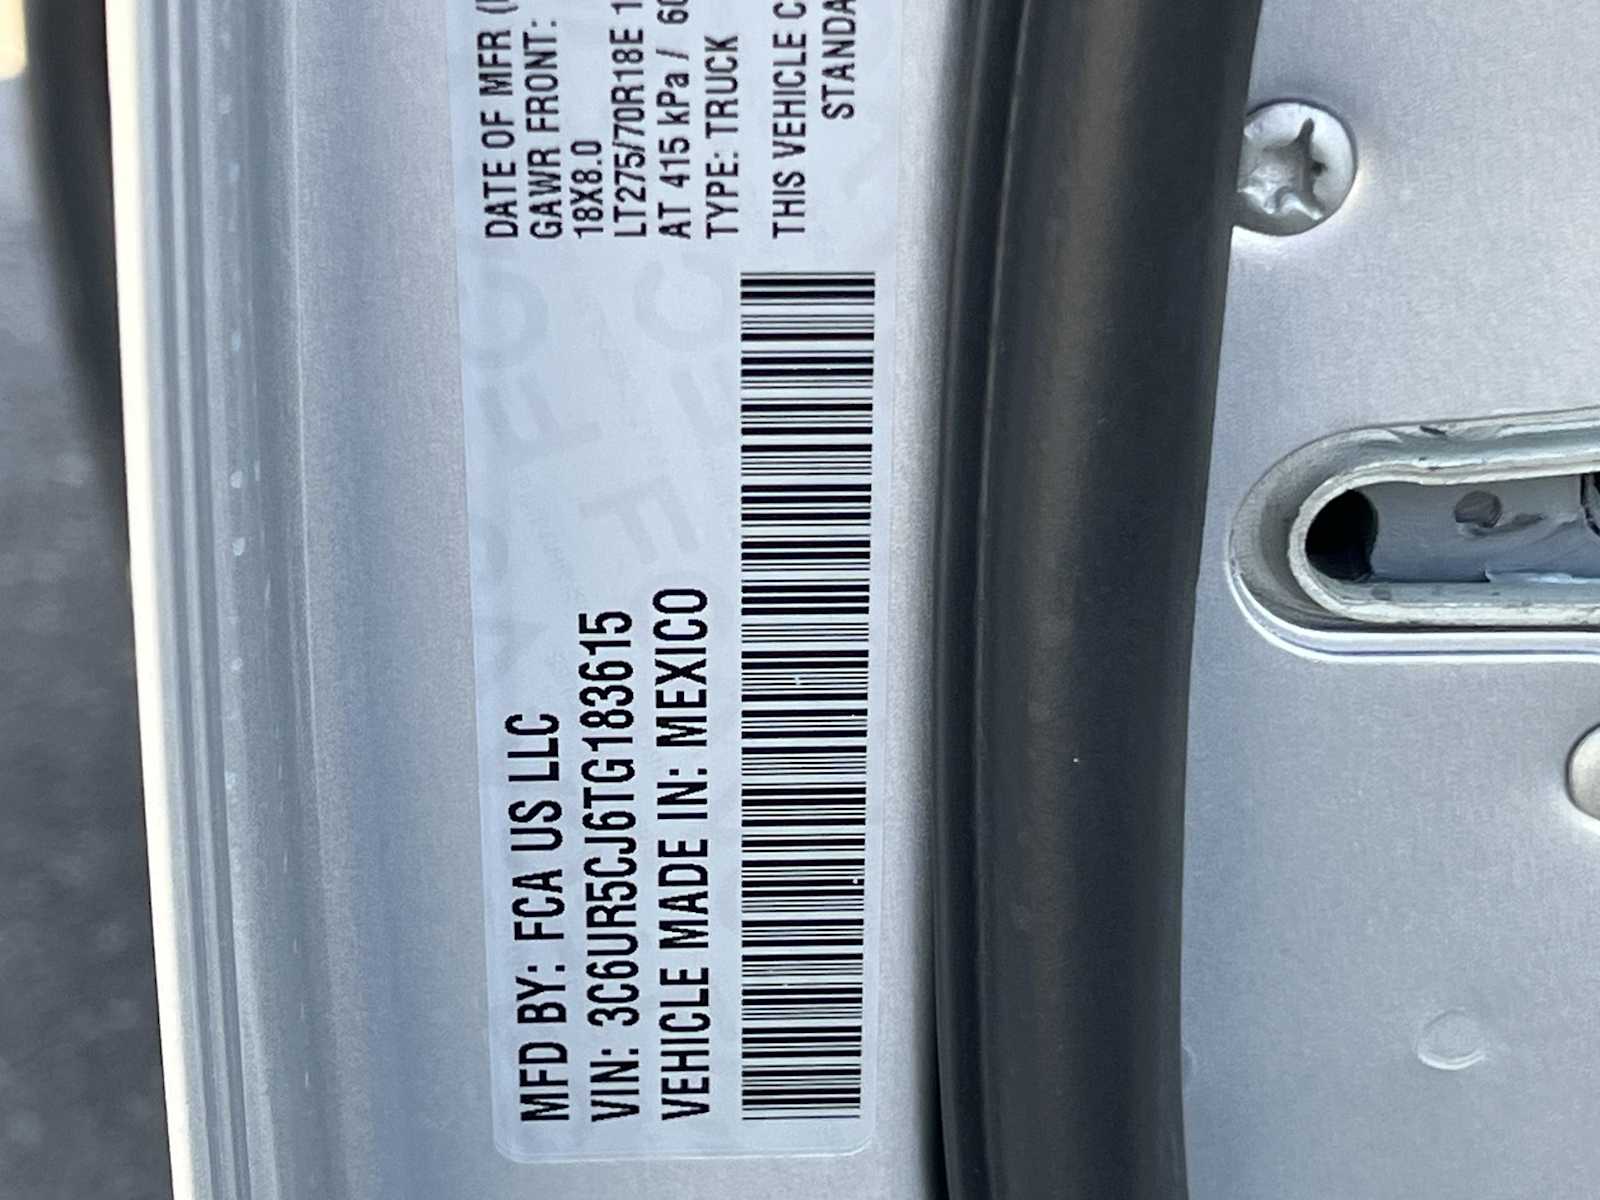 MFD BY: FCA US LLC
VIN: 3C6UR5CJ6TG183615
VEHICLE MADE IN: MEXICO
DATE OF MFR
GAWR FRONT:
18X8.0
LT275/70R18E
AT 415 kPa /
TYPE: TRUCK
THIS VEHICLE